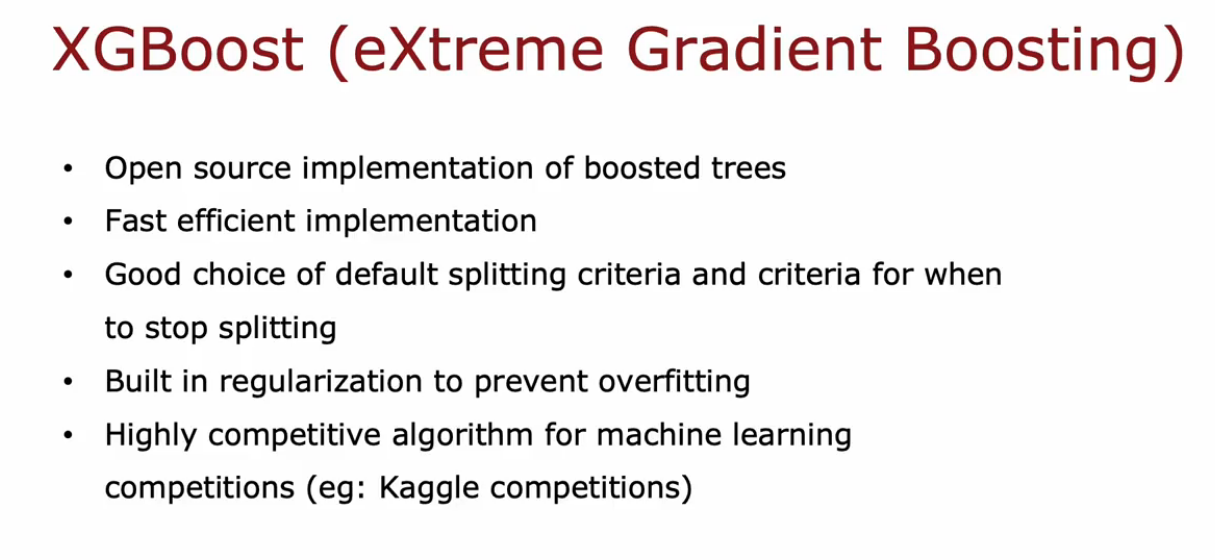 XGBoost (eXtreme Gradient Boosting)
• Open source implementation of boosted trees
• Fast efficient implementation
• Good choice of default splitting criteria and criteria for when
to stop splitting
• Built in regularization to prevent overfitting
• Highly competitive algorithm for machine learning
competitions (eg: Kaggle competitions)